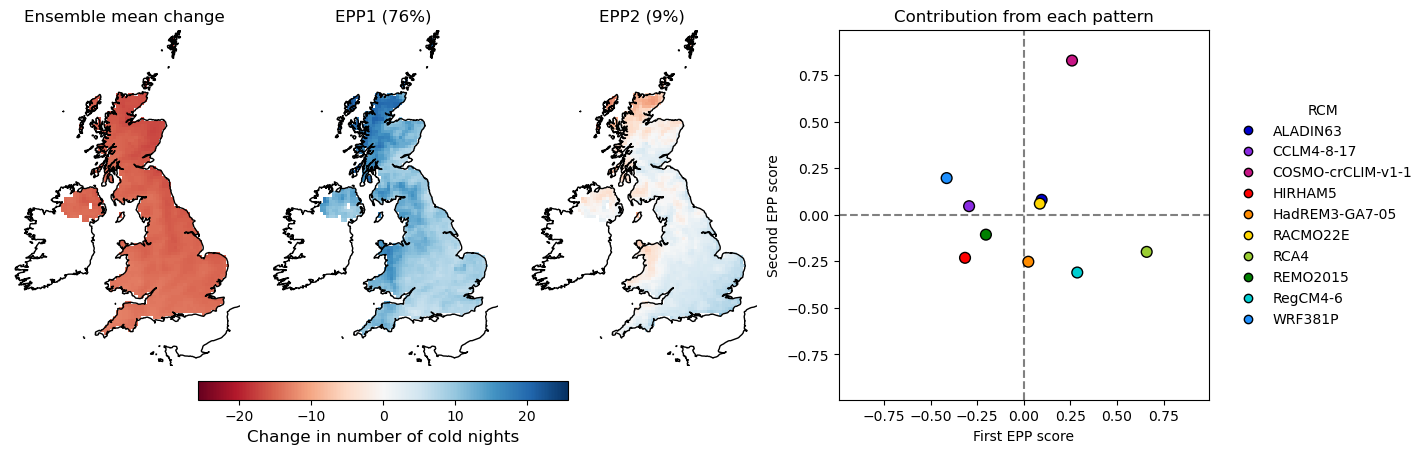 Ensemble mean change
EPP1 (76%)
EPP2 (9%)
Contribution from each pattern
−20
−10
0
10
20
Change in number of cold nights
Second EPP score
0.75
0.50
0.25
0.00
−0.25
−0.50
−0.75
−0.75
−0.50
−0.25
0.00
0.25
0.50
0.75
First EPP score
RCM
ALADIN63
CCLM4-8-17
COSMO-crCLIM-v1-1
HIRHAM5
HadREM3-GA7-05
RACMO22E
RCA4
REMO2015
RegCM4-6
WRF381P